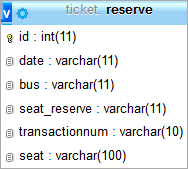 v ticket. reserve
id : int(11)
date : varchar(11)
bus : varchar(11)
seat_reserve : varchar(11)
transactionnum : varchar(10)
seat : varchar(100)